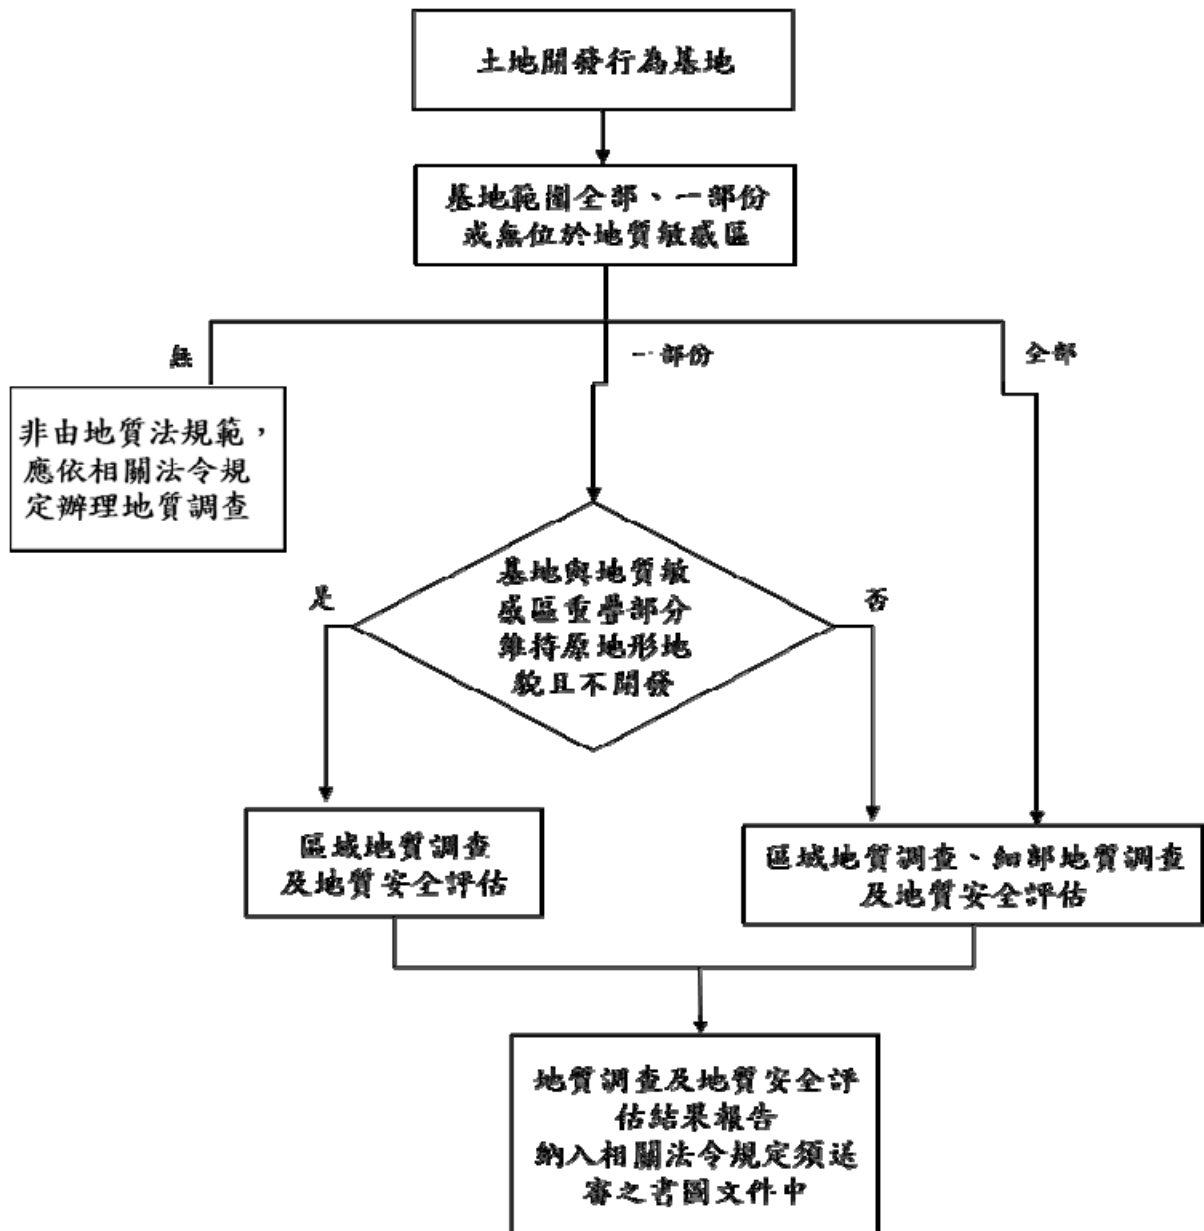 土地開發行為基地
基地範圍全部、一部份
或無位於地質敏感區
無
一部份
全部
非由地質法規範，
應依相關法令規
定辦理地質調查
是
基地與地質敏
感區重疊部分
維持原地形地
貌且不開發
否
區域地質調查
及地質安全評估
區域地質調查、細部地質調查
及地質安全評估
地質調查及地質安全評
估結果報告
納入相關法令規定須送
審之書圖文件中